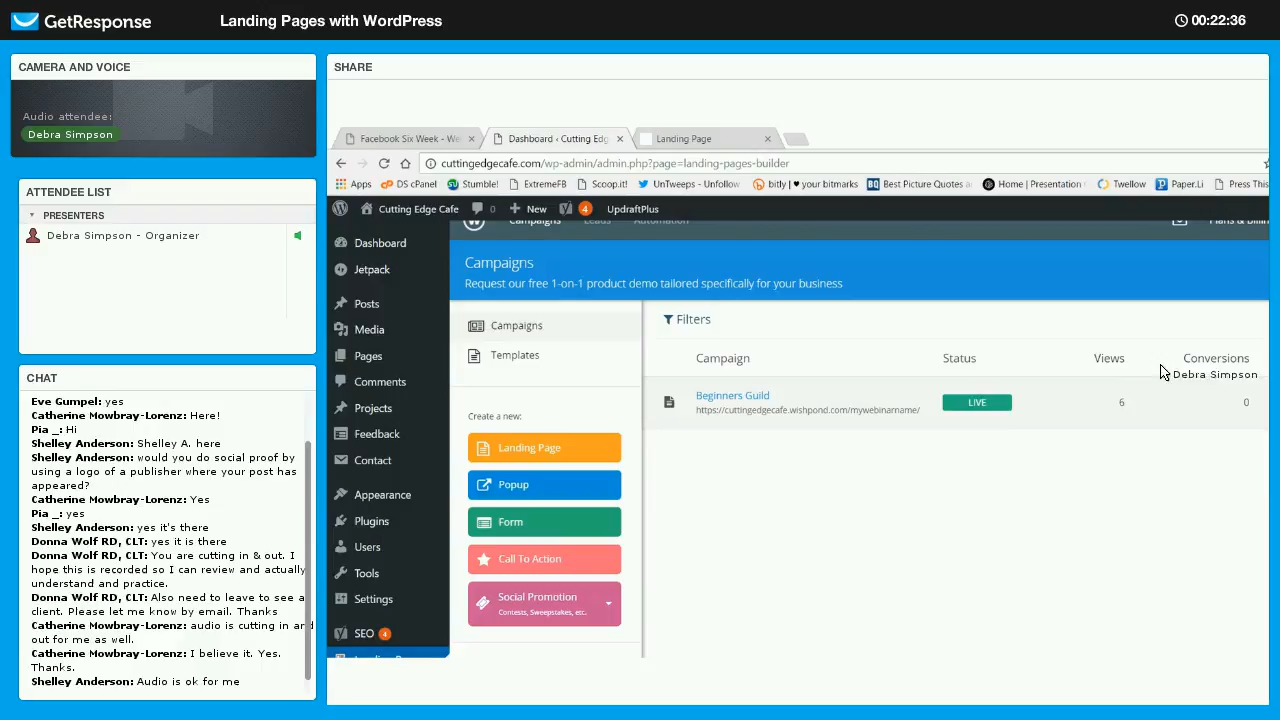 GetResponse
Landing Pages with WordPress
00:22:36
CAMERA AND VOICE
Audio attendee:
Debra Simpson
ATTENDEE LIST
PRESENTERS
Debra Simpson - Organizer
CHAT
Eve Gumpel: yes
Catherine Mowbray-Lorenz: Here!
Pia _: Hi
Shelley Anderson: Shelley A. here
Shelley Anderson: would you do social proof by
using a logo of a publisher where your post has
appeared?
Catherine Mowbray-Lorenz: Yes
Pia _: yes
Shelley Anderson: yes it's there
Donna Wolf RD, CLT: yes it is there
Donna Wolf RD, CLT: You are cutting in & out. I
hope this is recorded so I can review and actually
understand and practice.
Donna Wolf RD, CLT: Also need to leave to see a
client. Please let me know by email. Thanks
Catherine Mowbray-Lorenz: audio is cutting in and
out for me as well.
Catherine Mowbray-Lorenz: I believe it. Yes.
Thanks.
Shelley Anderson: Audio is ok for me
SHARE
Facebook Six Week - We
Dashboard ‹ Cutting Edg
Landing Page
cuttingedgecafe.com/wp-admin/admin.php?page=landing-pages-builder
Apps
DS cPanel
Stumble!
ExtremeFB
Scoop.it!
UnTweeps - Unfollow
bitly | ♥ your bitmarks
BQ
Best Picture Quotes a
Home | Presentation
Twellow
Paper.Li
Press This
Cutting Edge Cafe
0
New
4
UpdraftPlus
Campaigns
Leads
Automation
Plans & Billin
Dashboard
Jetpack
Posts
Media
Pages
Comments
Projects
Feedback
Contact
Appearance
Plugins
Users
Tools
Settings
SEO 4
Campaigns
Request our free 1-on-1 product demo tailored specifically for your business
Campaigns
Templates
Create a new:
Landing Page
Popup
Form
Call To Action
Social Promotion
Contests, Sweepstakes, etc.
Filters
Campaign
Status
Views
Conversions
Debra Simpson
Beginners Guild
https://cuttingedgecafe.wishpond.com/mywebinarname/
LIVE
6
0